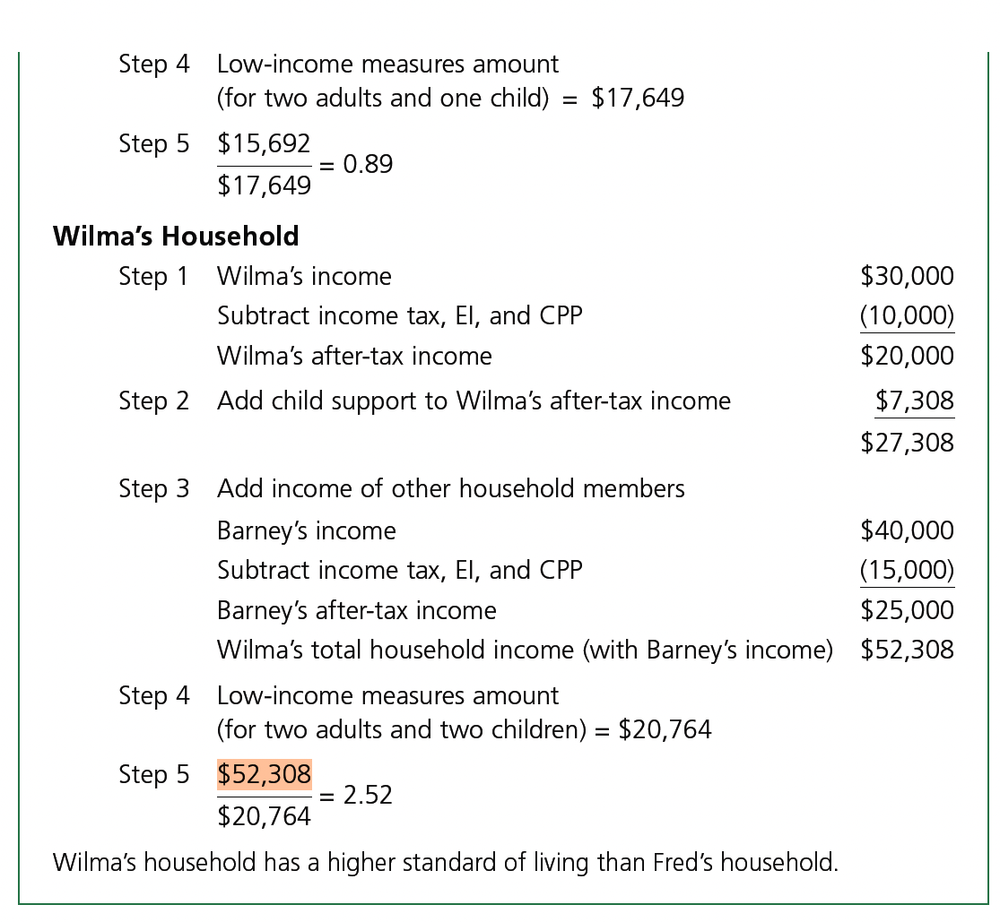 Step 4 Low-income measures amount
(for two adults and one child) = $17,649
Step 5 $15,692
= 0.89
$17,649
Wilma’s Household
Step 1 Wilma’s income $30,000
Subtract income tax, EI, and CPP (10,000)
Wilma’s after-tax income $20,000
Step 2 Add child support to Wilma’s after-tax income $7,308
$27,308
Step 3 Add income of other household members
Barney’s income $40,000
Subtract income tax, EI, and CPP (15,000)
Barney’s after-tax income $25,000
Wilma’s total household income (with Barney’s income) $52,308
Step 4 Low-income measures amount
(for two adults and two children) = $20,764
Step 5 $52,308
= 2.52
$20,764
Wilma’s household has a higher standard of living than Fred’s household.